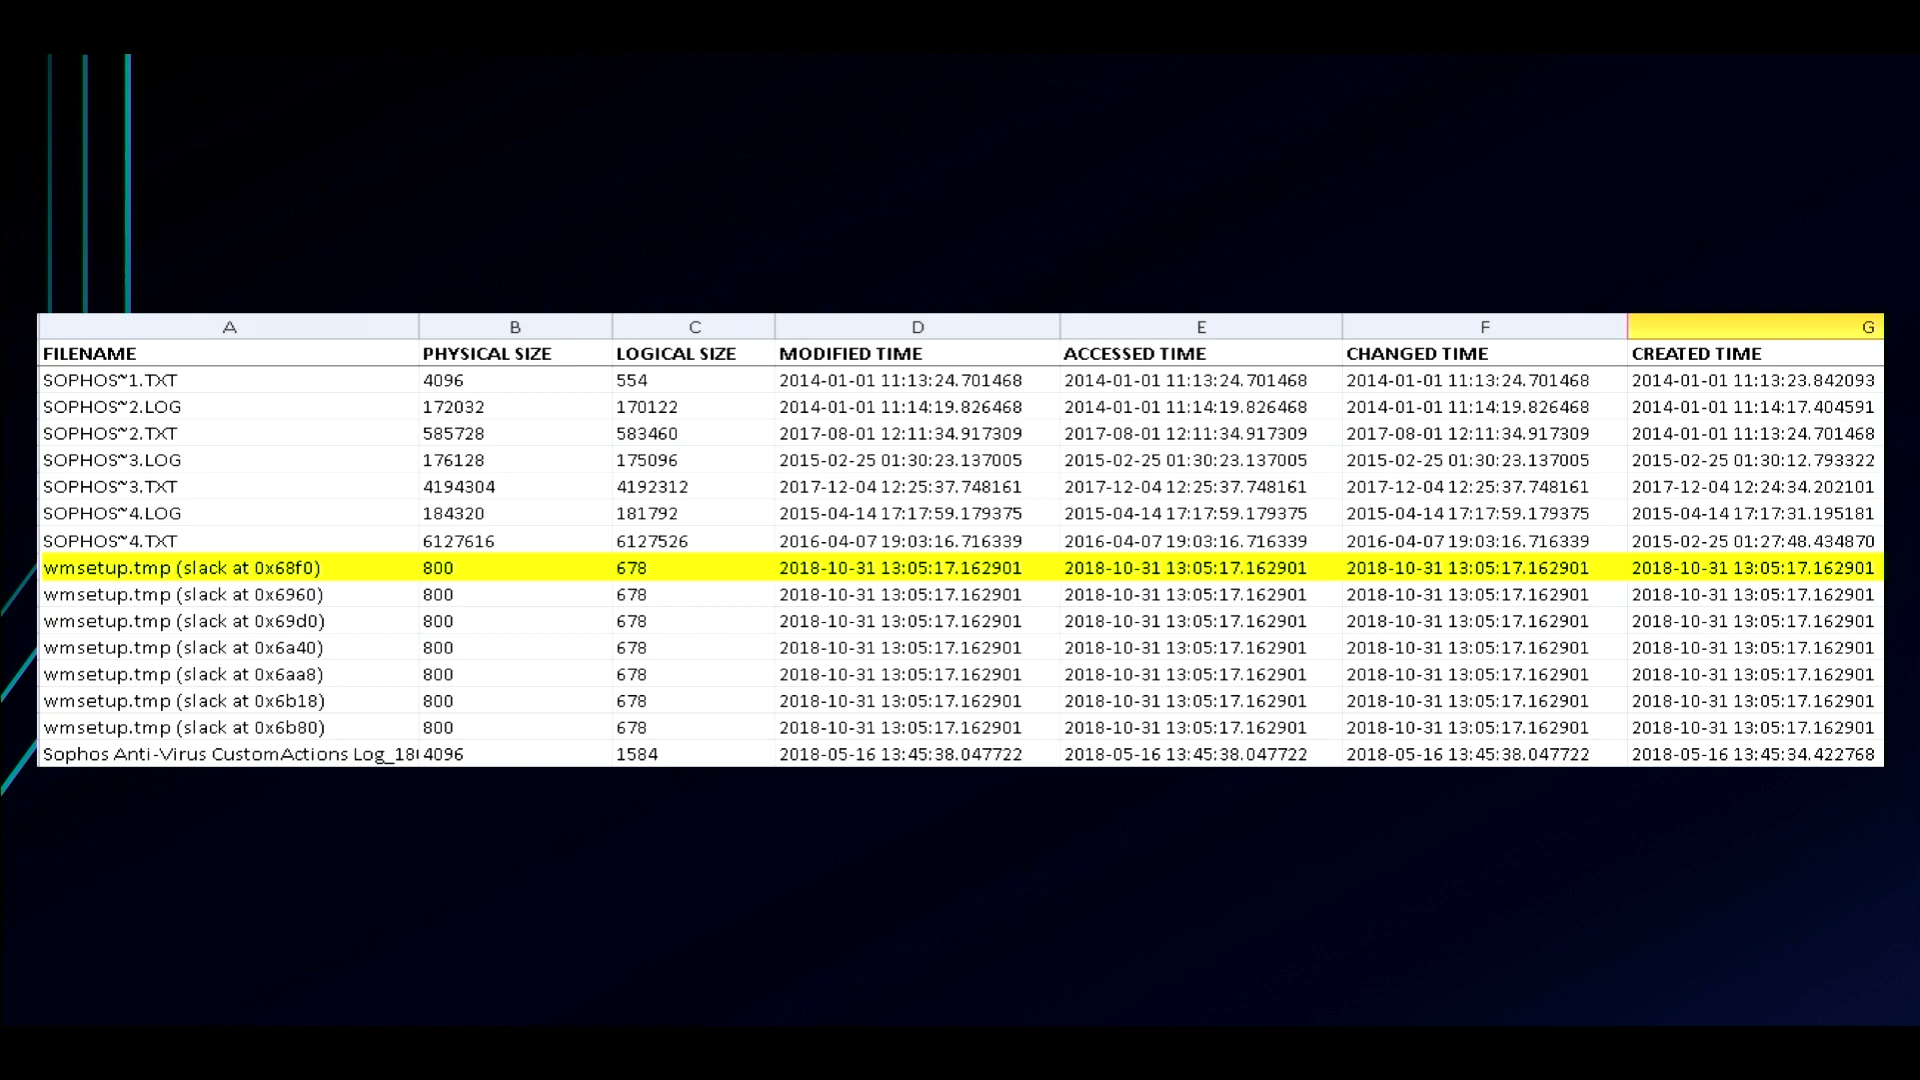 A B C D E F G
FILENAME PHYSICAL SIZE LOGICAL SIZE MODIFIED TIME ACCESSED TIME CHANGED TIME CREATED TIME
SOPHOS~1.TXT 4096 554 2014-01-01 11:13:24.701468 2014-01-01 11:13:24.701468 2014-01-01 11:13:24.701468 2014-01-01 11:13:23.842093
SOPHOS~2.LOG 172032 170122 2014-01-01 11:14:19.826468 2014-01-01 11:14:19.826468 2014-01-01 11:14:19.826468 2014-01-01 11:14:17.404591
SOPHOS~2.TXT 585728 583460 2017-08-01 12:11:34.917309 2017-08-01 12:11:34.917309 2017-08-01 12:11:34.917309 2014-01-01 11:13:24.701468
SOPHOS~3.LOG 176128 175096 2015-02-25 01:30:23.137005 2015-02-25 01:30:23.137005 2015-02-25 01:30:23.137005 2015-02-25 01:30:12.793322
SOPHOS~3.TXT 4194304 4192312 2017-12-04 12:25:37.748161 2017-12-04 12:25:37.748161 2017-12-04 12:25:37.748161 2017-12-04 12:24:34.202101
SOPHOS~4.LOG 184320 181792 2015-04-14 17:17:59.179375 2015-04-14 17:17:59.179375 2015-04-14 17:17:59.179375 2015-04-14 17:17:31.195181
SOPHOS~4.TXT 6127616 6127526 2016-04-07 19:03:16.716339 2016-04-07 19:03:16.716339 2016-04-07 19:03:16.716339 2015-02-25 01:27:48.434870
wmsetup.tmp (slack at 0x68f0) 800 678 2018-10-31 13:05:17.162901 2018-10-31 13:05:17.162901 2018-10-31 13:05:17.162901 2018-10-31 13:05:17.162901
wmsetup.tmp (slack at 0x6960) 800 678 2018-10-31 13:05:17.162901 2018-10-31 13:05:17.162901 2018-10-31 13:05:17.162901 2018-10-31 13:05:17.162901
wmsetup.tmp (slack at 0x69d0) 800 678 2018-10-31 13:05:17.162901 2018-10-31 13:05:17.162901 2018-10-31 13:05:17.162901 2018-10-31 13:05:17.162901
wmsetup.tmp (slack at 0x6a40) 800 678 2018-10-31 13:05:17.162901 2018-10-31 13:05:17.162901 2018-10-31 13:05:17.162901 2018-10-31 13:05:17.162901
wmsetup.tmp (slack at 0x6aa8) 800 678 2018-10-31 13:05:17.162901 2018-10-31 13:05:17.162901 2018-10-31 13:05:17.162901 2018-10-31 13:05:17.162901
wmsetup.tmp (slack at 0x6b18) 800 678 2018-10-31 13:05:17.162901 2018-10-31 13:05:17.162901 2018-10-31 13:05:17.162901 2018-10-31 13:05:17.162901
wmsetup.tmp (slack at 0x6b80) 800 678 2018-10-31 13:05:17.162901 2018-10-31 13:05:17.162901 2018-10-31 13:05:17.162901 2018-10-31 13:05:17.162901
Sophos Anti-Virus CustomActions Log_18 4096 1584 2018-05-16 13:45:38.047722 2018-05-16 13:45:38.047722 2018-05-16 13:45:38.047722 2018-05-16 13:45:34.422768